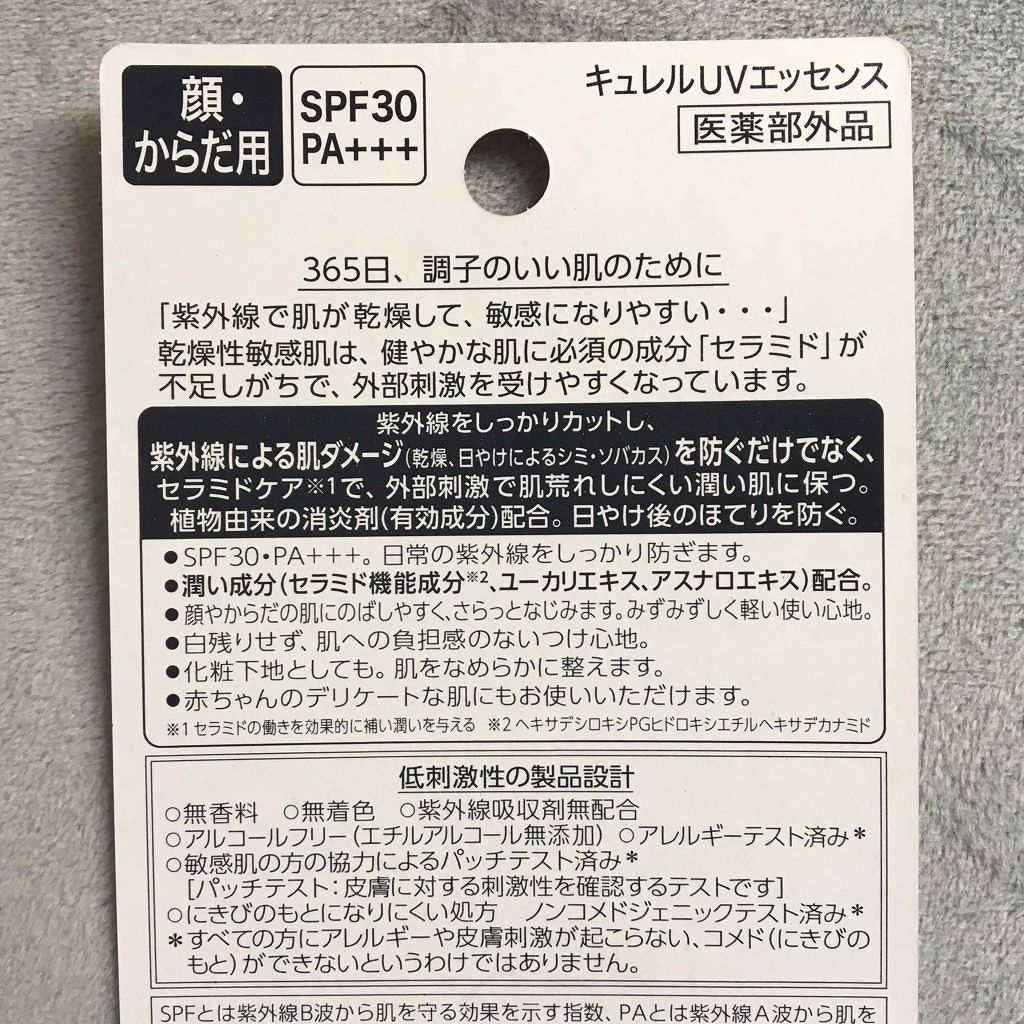 顔・
からだ用
SPF30
PA+++
キュレルUVエッセンス
医薬部外品
365日、調子のいい肌のために
「紫外線で肌が乾燥して、敏感になりやすい・・・」
乾燥性敏感肌は、健やかな肌に必須の成分「セラミド」が
不足しがちで、外部刺激を受けやすくなっています。
紫外線をしっかりカットし、
紫外線による肌ダメージ(乾燥、日やけによるシミ・ソバカス)を防ぐだけでなく、
セラミドケア※1で、外部刺激で肌荒れしにくい潤い肌に保つ。
植物由来の消炎剤(有効成分)配合。日やけ後のほてりを防ぐ。
●SPF30・PA+++。日常の紫外線をしっかり防ぎます。
●潤い成分(セラミド機能成分※2、ユーカリエキス、アスナロエキス)配合。
●顔やからだの肌にのばしやすく、さらっとなじみます。みずみずしく軽い使い心地。
●白残りせず、肌への負担感のないつけ心地。
●化粧下地としても。肌をなめらかに整えます。
●赤ちゃんのデリケートな肌にもお使いいただけます。
※1 セラミドの働きを効果的に補い潤いを与える ※2 ヘキサデシロキシPGヒドロキシエチルヘキサデカナミド
低刺激性の製品設計
○無香料 ○無着色 ○紫外線吸収剤無配合
○アルコールフリー(エチルアルコール無添加) ○アレルギーテスト済み*
○敏感肌の方の協力によるパッチテスト済み*
[パッチテスト:皮膚に対する刺激性を確認するテストです]
○にきびのもとになりにくい処方 ノンコメドジェニックテスト済み*
*すべての方にアレルギーや皮膚刺激が起こらない、コメド(にきびの
もと)ができないというわけではありません。
SPFとは紫外線B波から肌を守る効果を示す指数、PAとは紫外線A波から肌を